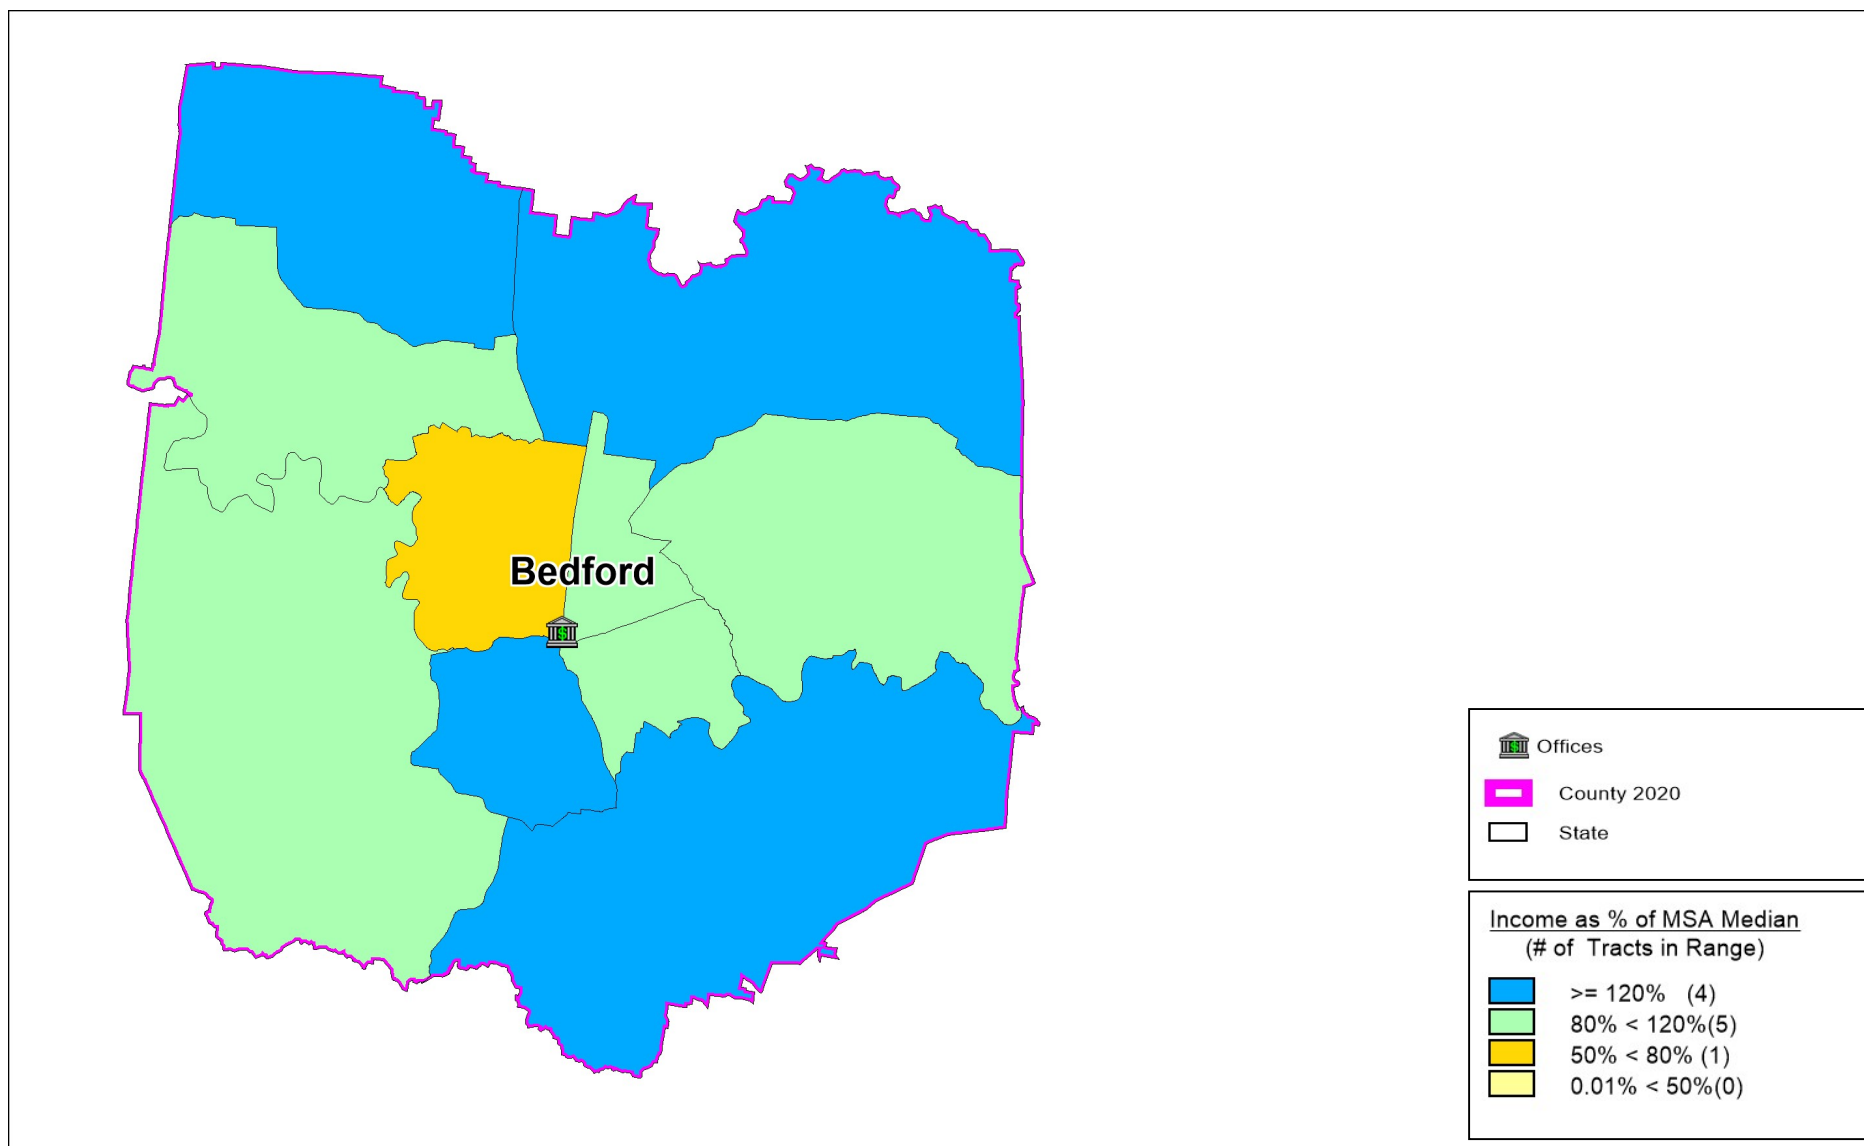 Bedford
Offices
County 2020
State
Income as % of MSA Median
(# of Tracts in Range)
>= 120% (4)
80% < 120%(5)
50% < 80% (1)
0.01% < 50%(0)